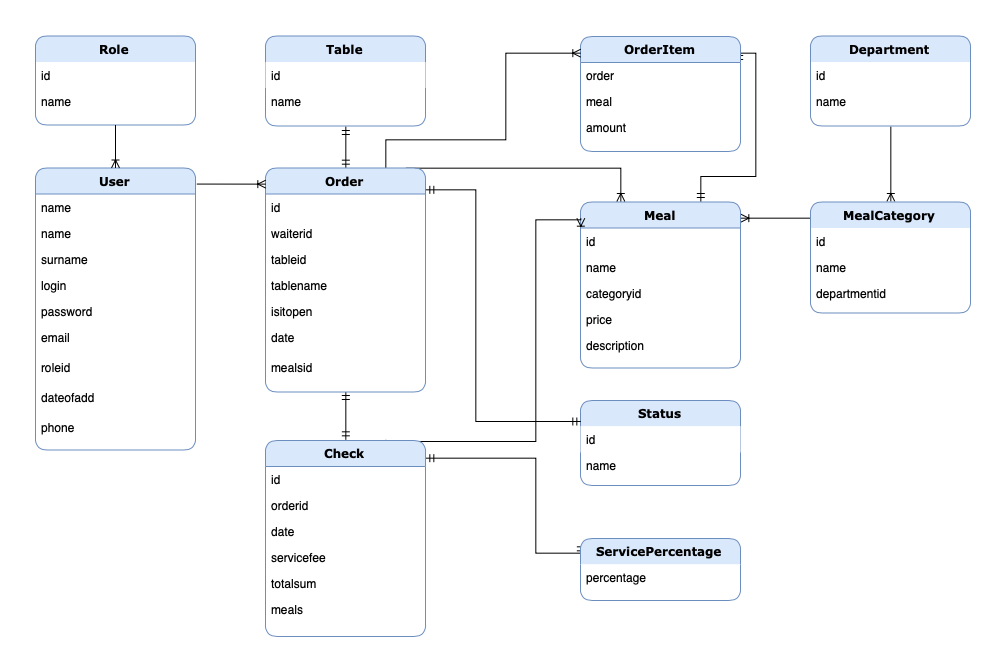 Role
id
name
Table
id
name
OrderItem
order
meal
amount
Department
id
name
User
name
name
surname
login
password
email
roleid
dateofadd
phone
Order
id
waiterid
tableid
tablename
isitopen
date
mealsid
Meal
id
name
categoryid
price
description
MealCategory
id
name
departmentid
Status
id
name
Check
id
orderid
date
servicefee
totalsum
meals
ServicePercentage
percentage